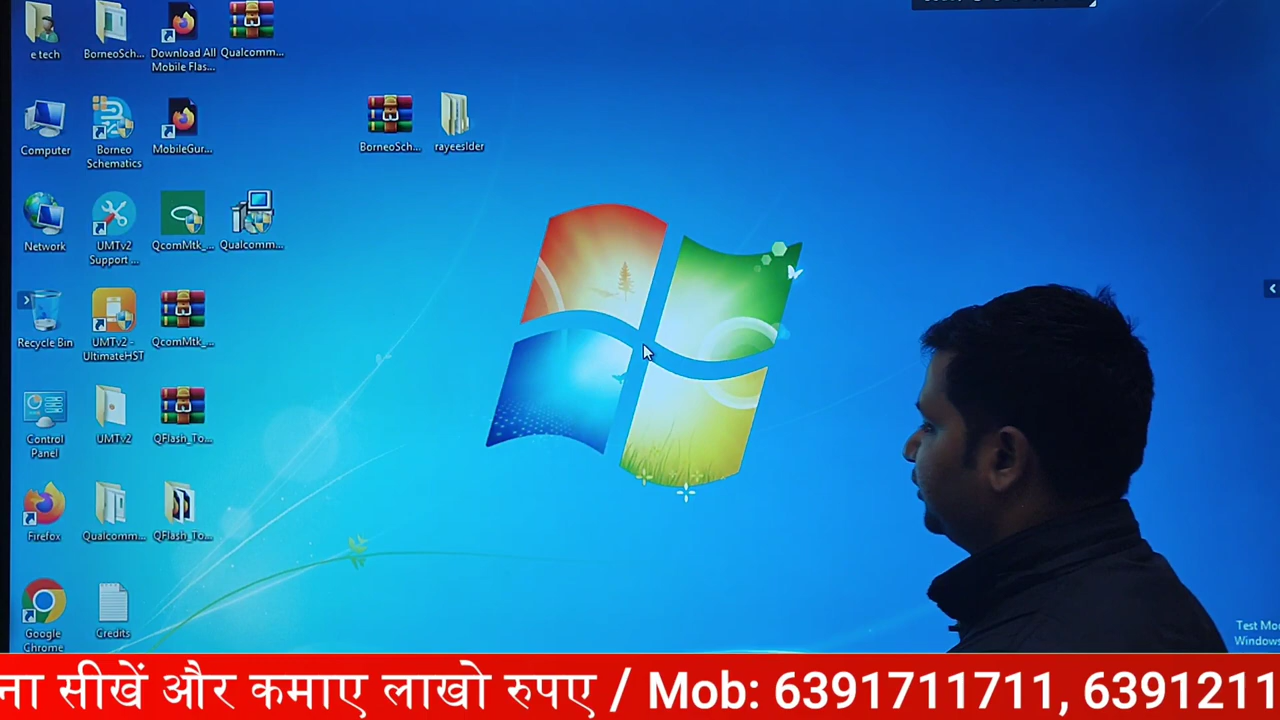 e tech
BorneoSch...
Download All
Mobile Flas...
Qualcomm...
Computer
Borneo
Schematics
MobileGur...
BorneoSch...
rayeesIder
Network
UMTv2
Support ...
QcomMtk_...
Qualcomm...
Recycle Bin
UMTv2 -
UltimateHST
QcomMtk_...
Control
Panel
UMTv2
QFlash_To...
Firefox
Qualcomm...
QFlash_To...
Google
Chrome
Credits
Test Mo
Windows
ना सीखें और कमाए लाखो रुपए / Mob: 6391711711, 6391211